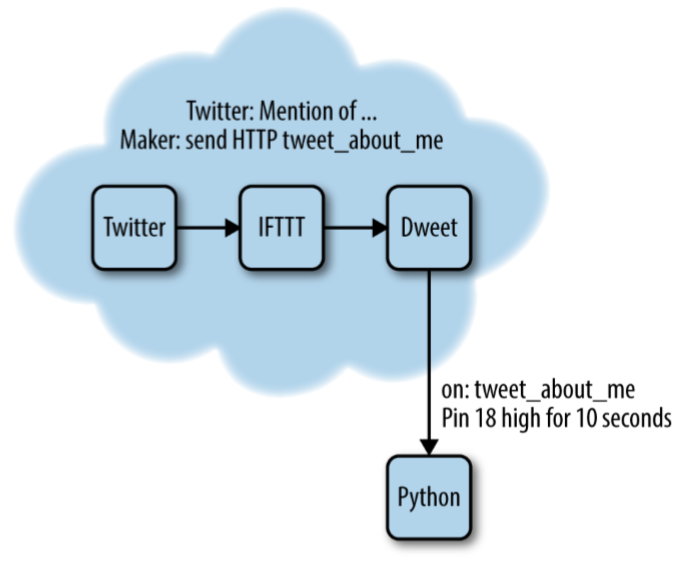 Twitter: Mention of ...
Maker: send HTTP tweet_about_me
Twitter
IFTTT
Dweet
on: tweet_about_me
Pin 18 high for 10 seconds
Python